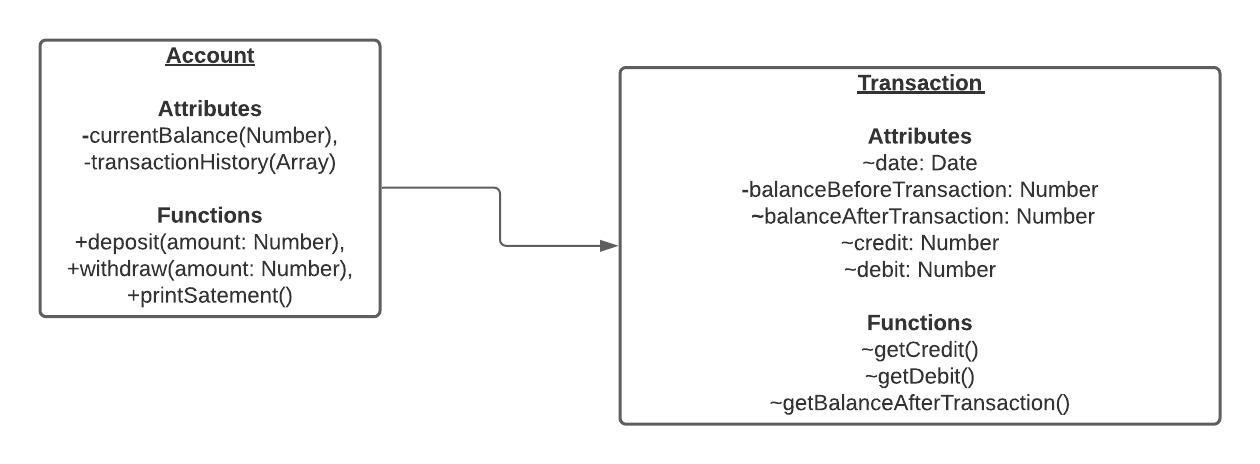 Account
Attributes
-currentBalance(Number),
-transactionHistory(Array)
Functions
+deposit(amount: Number),
+withdraw(amount: Number),
+printSatement()
Transaction
Attributes
~date: Date
-balanceBeforeTransaction: Number
~balanceAfterTransaction: Number
~credit: Number
~debit: Number
Functions
~getCredit()
~getDebit()
~getBalanceAfterTransaction()